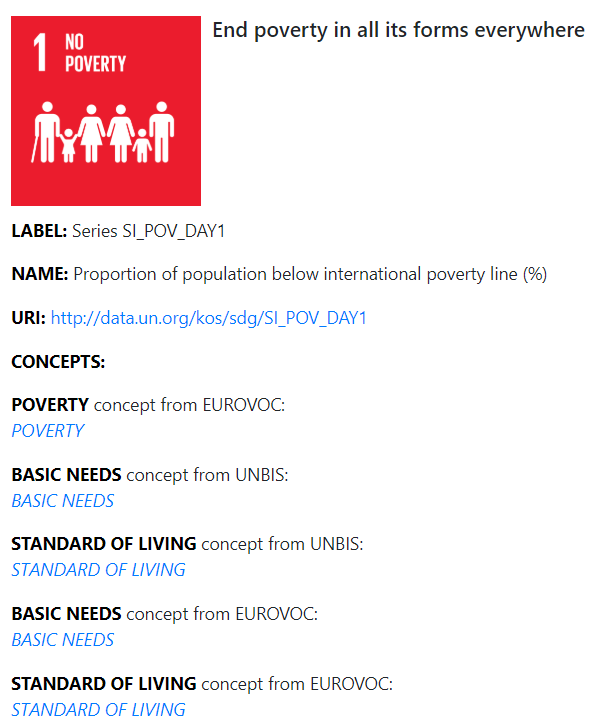 1 NO
POVERTY
End poverty in all its forms everywhere
LABEL: Series SI_POV_DAY1
NAME: Proportion of population below international poverty line (%)
URI: http://data.un.org/kos/sdg/SI_POV_DAY1
CONCEPTS:
POVERTY concept from EUROVOC:
POVERTY
BASIC NEEDS concept from UNBIS:
BASIC NEEDS
STANDARD OF LIVING concept from UNBIS:
STANDARD OF LIVING
BASIC NEEDS concept from EUROVOC:
BASIC NEEDS
STANDARD OF LIVING concept from EUROVOC:
STANDARD OF LIVING